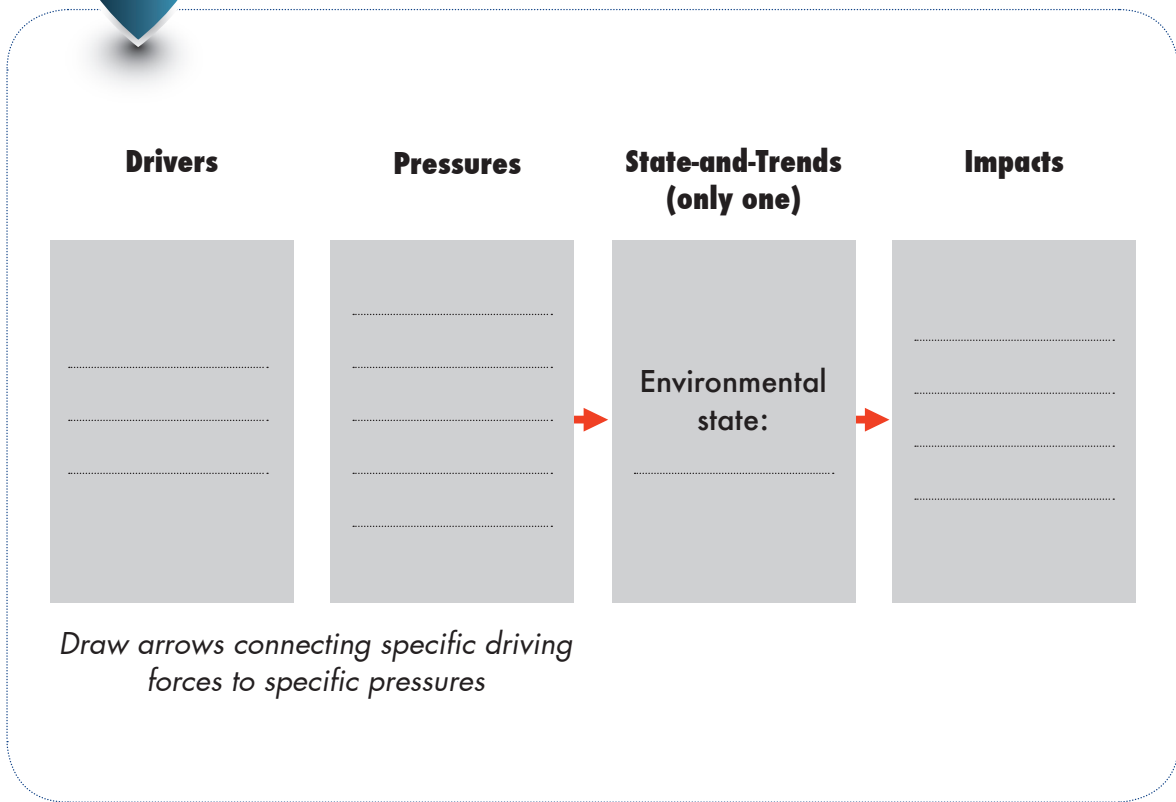 Drivers
Pressures
State-and-Trends
(only one)
Impacts
Environmental
state:
Draw arrows connecting specific driving
forces to specific pressures